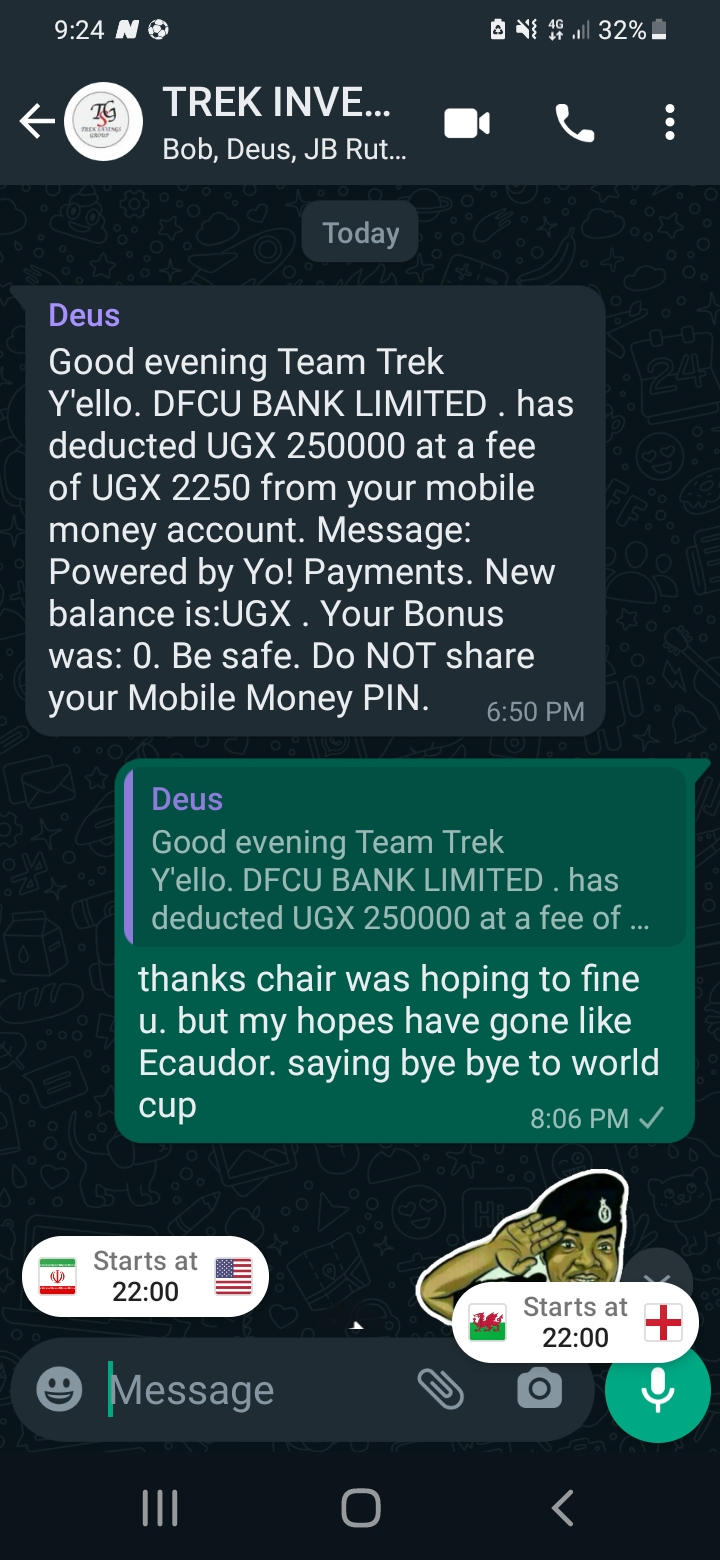 9:24
4G
32%
TREK INVE...
Bob, Deus, JB Rut...
TSG
TREK SAVINGS
GROUP
Today
Deus
Good evening Team Trek
Y'ello. DFCU BANK LIMITED . has
deducted UGX 250000 at a fee
of UGX 2250 from your mobile
money account. Message:
Powered by Yo! Payments. New
balance is:UGX . Your Bonus
was: 0. Be safe. Do NOT share
your Mobile Money PIN.
6:50 PM
Deus
Good evening Team Trek
Y'ello. DFCU BANK LIMITED . has
deducted UGX 250000 at a fee of ...
thanks chair was hoping to fine
u. but my hopes have gone like
Ecaudor. saying bye bye to world
cup
8:06 PM
Starts at
22:00
Starts at
22:00
Message